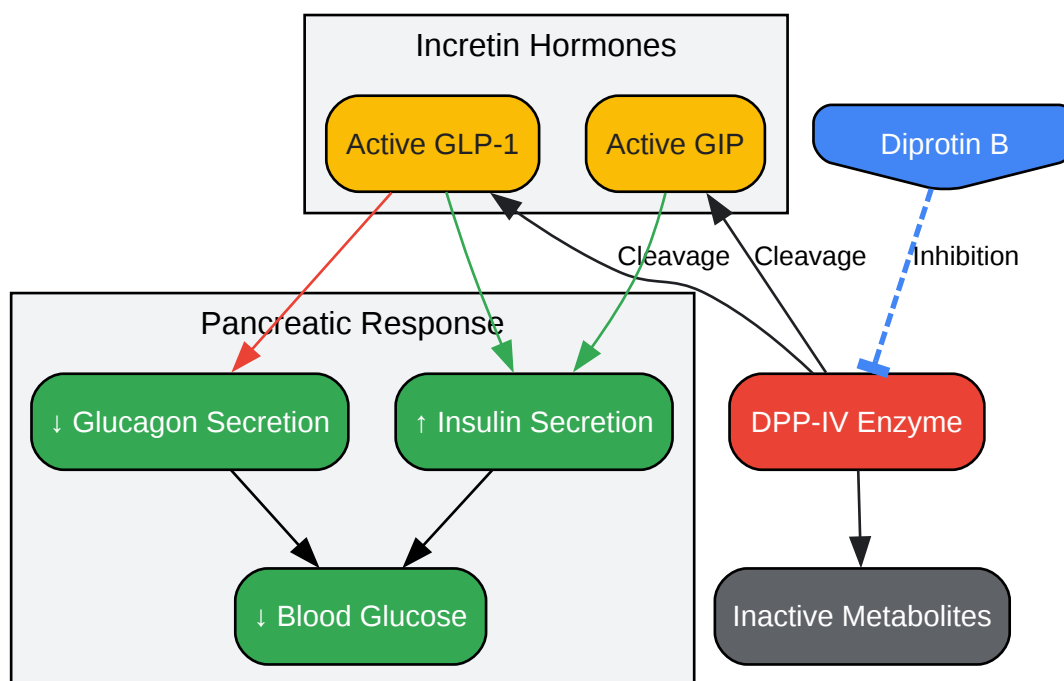 Incretin Hormones
Active GLP-1
Active GIP
Diprotin B
Cleavage
Cleavage
Inhibition
Pancreatic Response
↓ Glucagon Secretion
↑ Insulin Secretion
DPP-IV Enzyme
↓ Blood Glucose
Inactive Metabolites